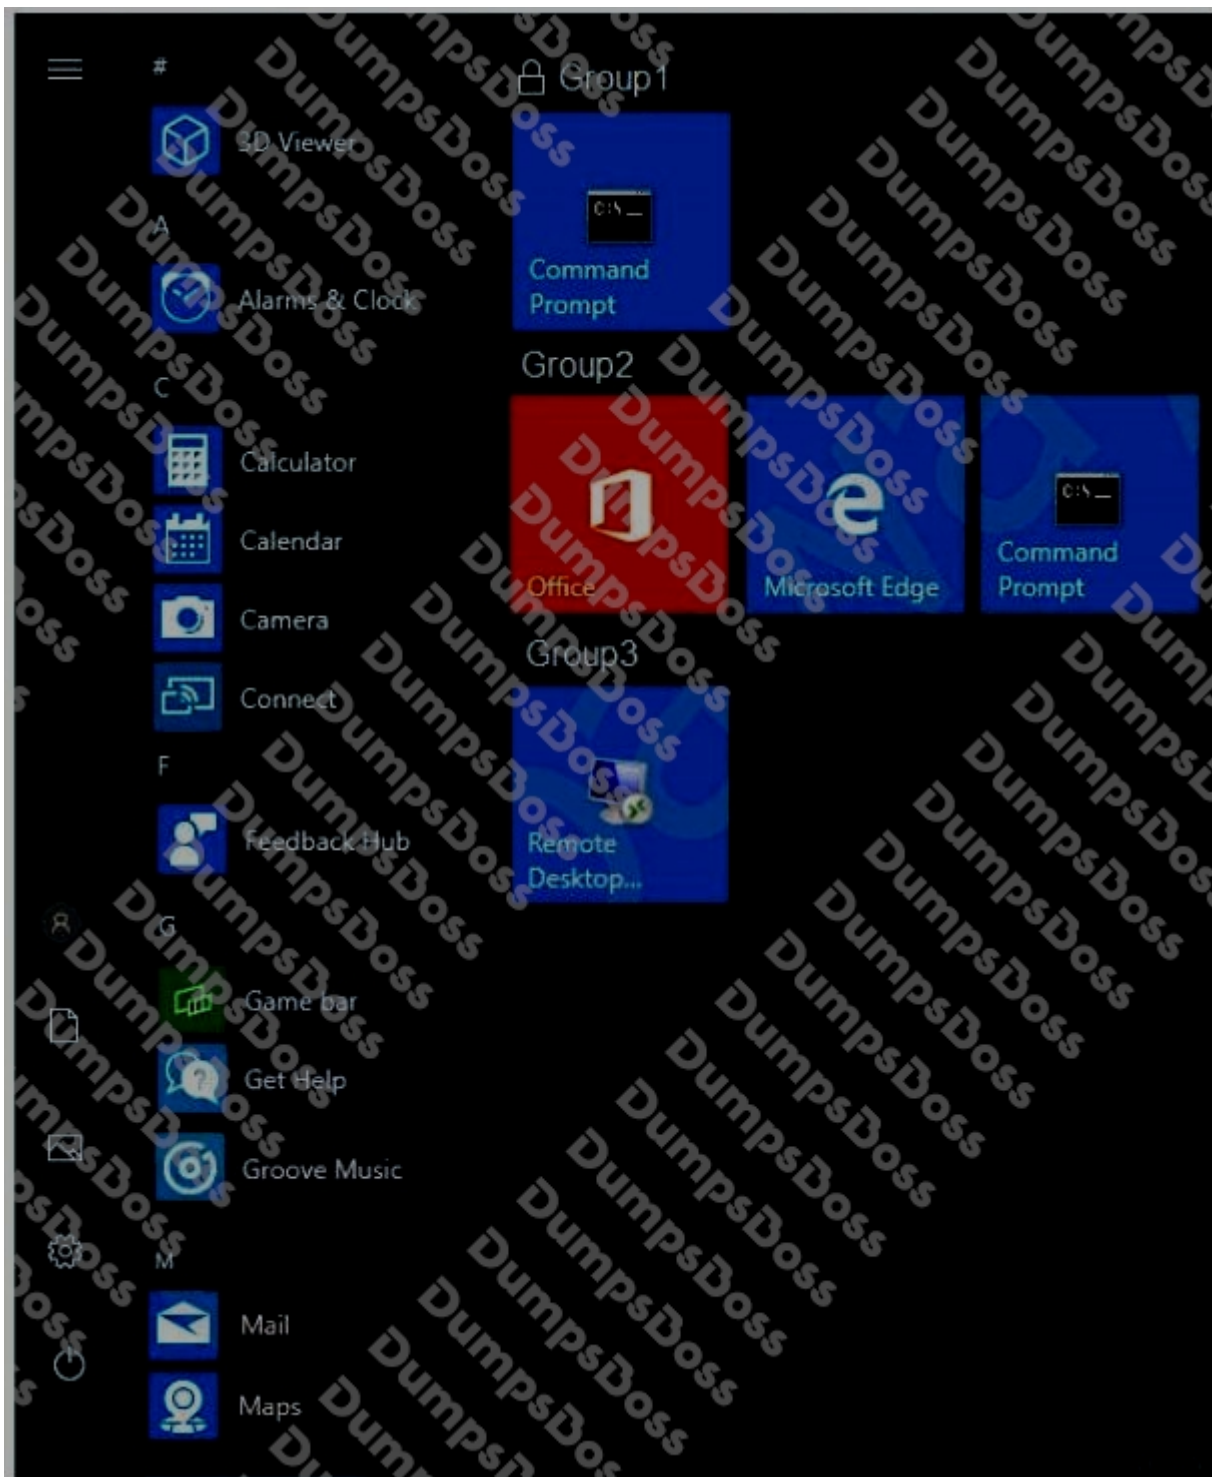 #
3D Viewer
A
Alarms & Clock
C
Calculator
Calendar
Camera
Connect
F
Feedback Hub
G
Game bar
Get Help
Groove Music
M
Mail
Maps
Group1
C:\_
Command
Prompt
Group2
Office
Microsoft Edge
C:\_
Command
Prompt
Group3
Remote
Desktop...
DumpsBoss